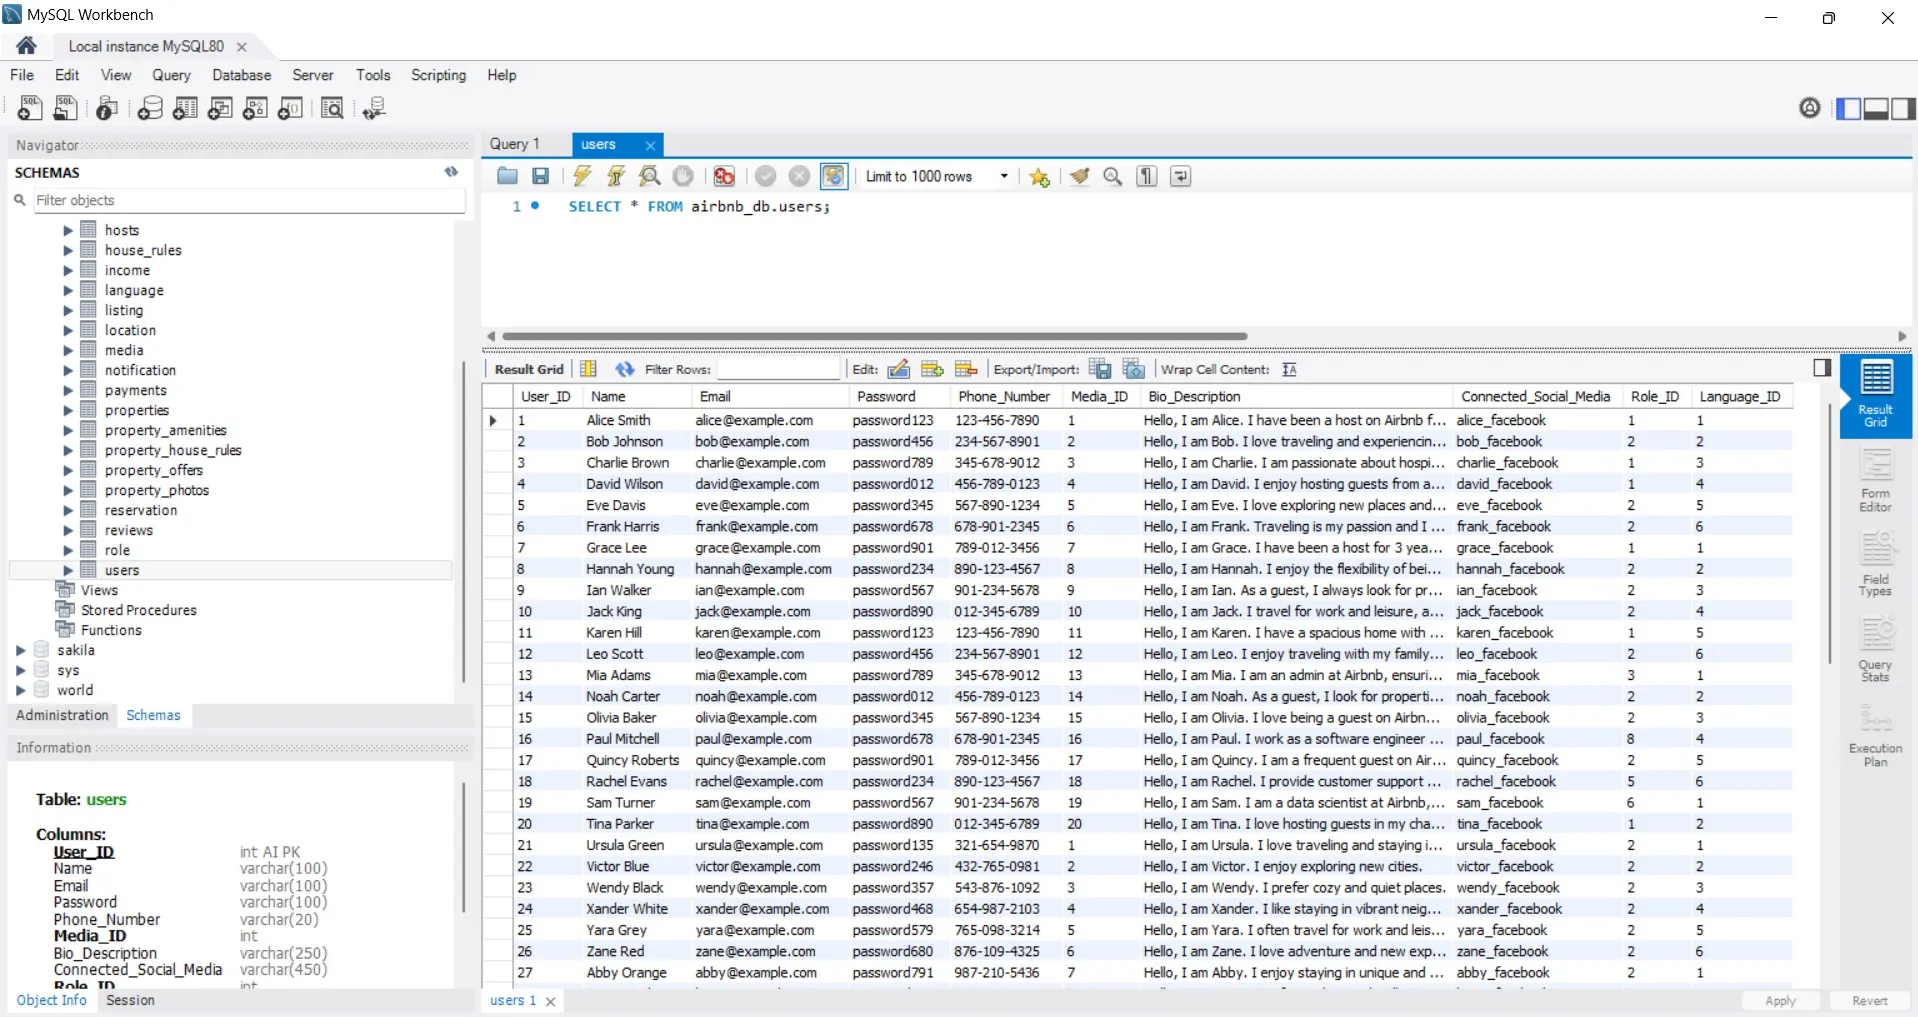 MySQL Workbench
Local instance MySQL80
File Edit View Query Database Server Tools Scripting Help
Navigator
SCHEMAS
Filter objects
hosts
house_rules
income
language
listing
location
media
notification
payments
properties
property_amenities
property_house_rules
property_offers
property_photos
reservation
reviews
role
users
Views
Stored Procedures
Functions
sakila
sys
world
Administration Schemas
Information
Table: users
Columns:
User_ID int AI PK
Name varchar(100)
Email varchar(100)
Password varchar(100)
Phone_Number varchar(20)
Media_ID int
Bio_Description varchar(250)
Connected_Social_Media varchar(450)
Role_ID int
Object Info Session
Query 1 users
Limit to 1000 rows
1 SELECT * FROM airbnb_db.users;
Result Grid Filter Rows: Edit: Export/Import: Wrap Cell Content:
User_ID Name Email Password Phone_Number Media_ID Bio_Description Connected_Social_Media Role_ID Language_ID
1 Alice Smith alice@example.com password123 123-456-7890 1 Hello, I am Alice. I have been a host on Airbnb f... alice_facebook 1 1
2 Bob Johnson bob@example.com password456 234-567-8901 2 Hello, I am Bob. I love traveling and experiencin... bob_facebook 2 2
3 Charlie Brown charlie@example.com password789 345-678-9012 3 Hello, I am Charlie. I am passionate about hospi... charlie_facebook 1 3
4 David Wilson david@example.com password012 456-789-0123 4 Hello, I am David. I enjoy hosting guests from a... david_facebook 1 4
5 Eve Davis eve@example.com password345 567-890-1234 5 Hello, I am Eve. I love exploring new places and... eve_facebook 2 5
6 Frank Harris frank@example.com password678 678-901-2345 6 Hello, I am Frank. Traveling is my passion and I ... frank_facebook 2 6
7 Grace Lee grace@example.com password901 789-012-3456 7 Hello, I am Grace. I have been a host for 3 yea... grace_facebook 1 1
8 Hannah Young hannah@example.com password234 890-123-4567 8 Hello, I am Hannah. I enjoy the flexibility of bei... hannah_facebook 2 2
9 Ian Walker ian@example.com password567 901-234-5678 9 Hello, I am Ian. As a guest, I always look for pr... ian_facebook 2 3
10 Jack King jack@example.com password890 012-345-6789 10 Hello, I am Jack. I travel for work and leisure, a... jack_facebook 2 4
11 Karen Hill karen@example.com password123 123-456-7890 11 Hello, I am Karen. I have a spacious home with ... karen_facebook 1 5
12 Leo Scott leo@example.com password456 234-567-8901 12 Hello, I am Leo. I enjoy traveling with my family... leo_facebook 2 6
13 Mia Adams mia@example.com password789 345-678-9012 13 Hello, I am Mia. I am an admin at Airbnb, ensuri... mia_facebook 3 1
14 Noah Carter noah@example.com password012 456-789-0123 14 Hello, I am Noah. As a guest, I look for properti... noah_facebook 2 2
15 Olivia Baker olivia@example.com password345 567-890-1234 15 Hello, I am Olivia. I love being a guest on Airbn... olivia_facebook 2 3
16 Paul Mitchell paul@example.com password678 678-901-2345 16 Hello, I am Paul. I work as a software engineer ... paul_facebook 8 4
17 Quincy Roberts quincy@example.com password901 789-012-3456 17 Hello, I am Quincy. I am a frequent guest on Air... quincy_facebook 2 5
18 Rachel Evans rachel@example.com password234 890-123-4567 18 Hello, I am Rachel. I provide customer support ... rachel_facebook 5 6
19 Sam Turner sam@example.com password567 901-234-5678 19 Hello, I am Sam. I am a data scientist at Airbnb,... sam_facebook 6 1
20 Tina Parker tina@example.com password890 012-345-6789 20 Hello, I am Tina. I love hosting guests in my cha... tina_facebook 1 2
21 Ursula Green ursula@example.com password135 321-654-9870 1 Hello, I am Ursula. I love traveling and staying i... ursula_facebook 2 1
22 Victor Blue victor@example.com password246 432-765-0981 2 Hello, I am Victor. I enjoy exploring new cities. victor_facebook 2 2
23 Wendy Black wendy@example.com password357 543-876-1092 3 Hello, I am Wendy. I prefer cozy and quiet places. wendy_facebook 2 3
24 Xander White xander@example.com password468 654-987-2103 4 Hello, I am Xander. I like staying in vibrant neig... xander_facebook 2 4
25 Yara Grey yara@example.com password579 765-098-3214 5 Hello, I am Yara. I often travel for work and leis... yara_facebook 2 5
26 Zane Red zane@example.com password680 876-109-4325 6 Hello, I am Zane. I love adventure and new exp... zane_facebook 2 6
27 Abby Orange abby@example.com password791 987-210-5436 7 Hello, I am Abby. I enjoy staying in unique and ... abby_facebook 2 1
Result Grid
Form Editor
Field Types
Query Stats
Execution Plan
users 1
Apply Revert